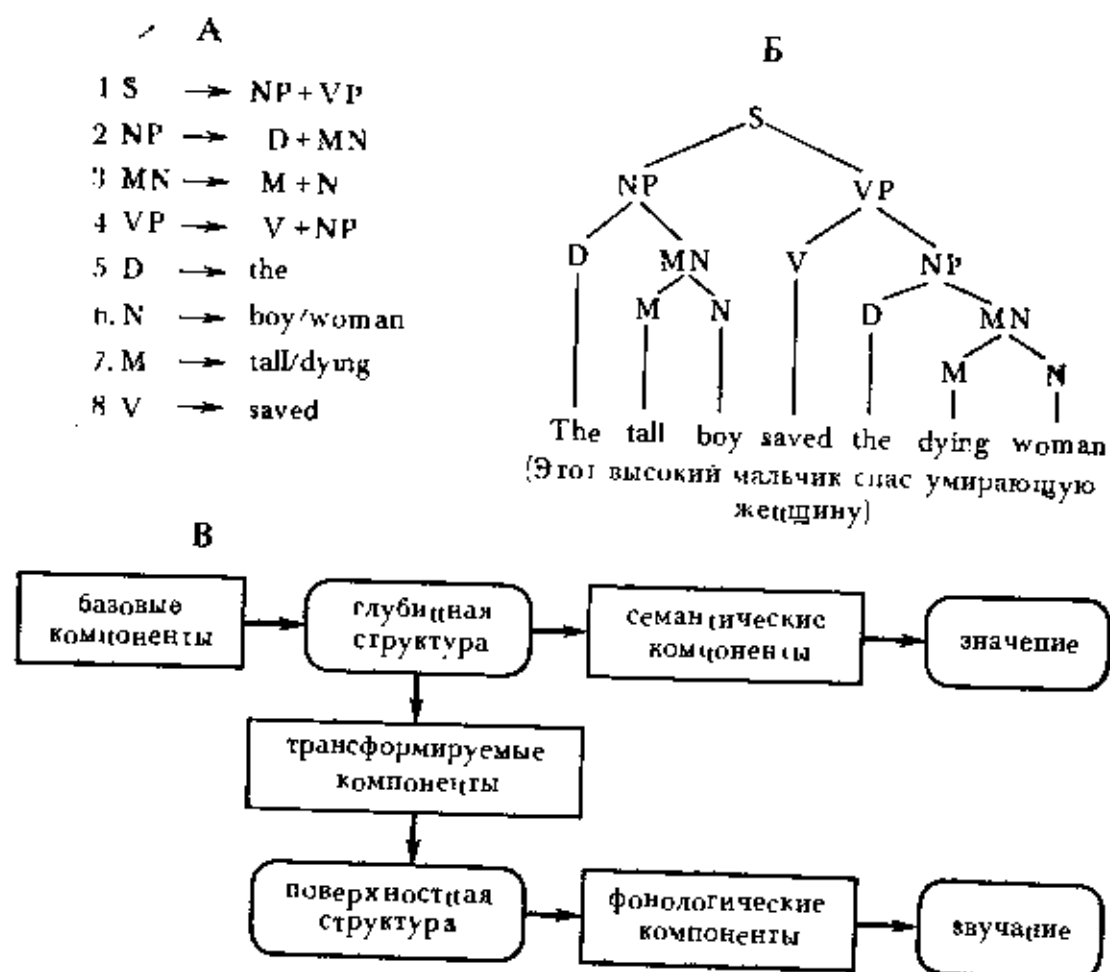 А
1 S → NP + VP
2 NP → D + MN
3 MN → M + N
4 VP → V + NP
5 D → the
6. N → boy/woman
7. M → tall/dying
8 V → saved
Б
S
NP VP
D MN V NP
M N D MN
M N
The tall boy saved the dying woman
(Этот высокий мальчик спас умирающую
женщину)
В
базовые
компоненты
глубинная
структура
семантические
компоненты
значение
трансформируемые
компоненты
поверхностная
структура
фонологические
компоненты
звучание